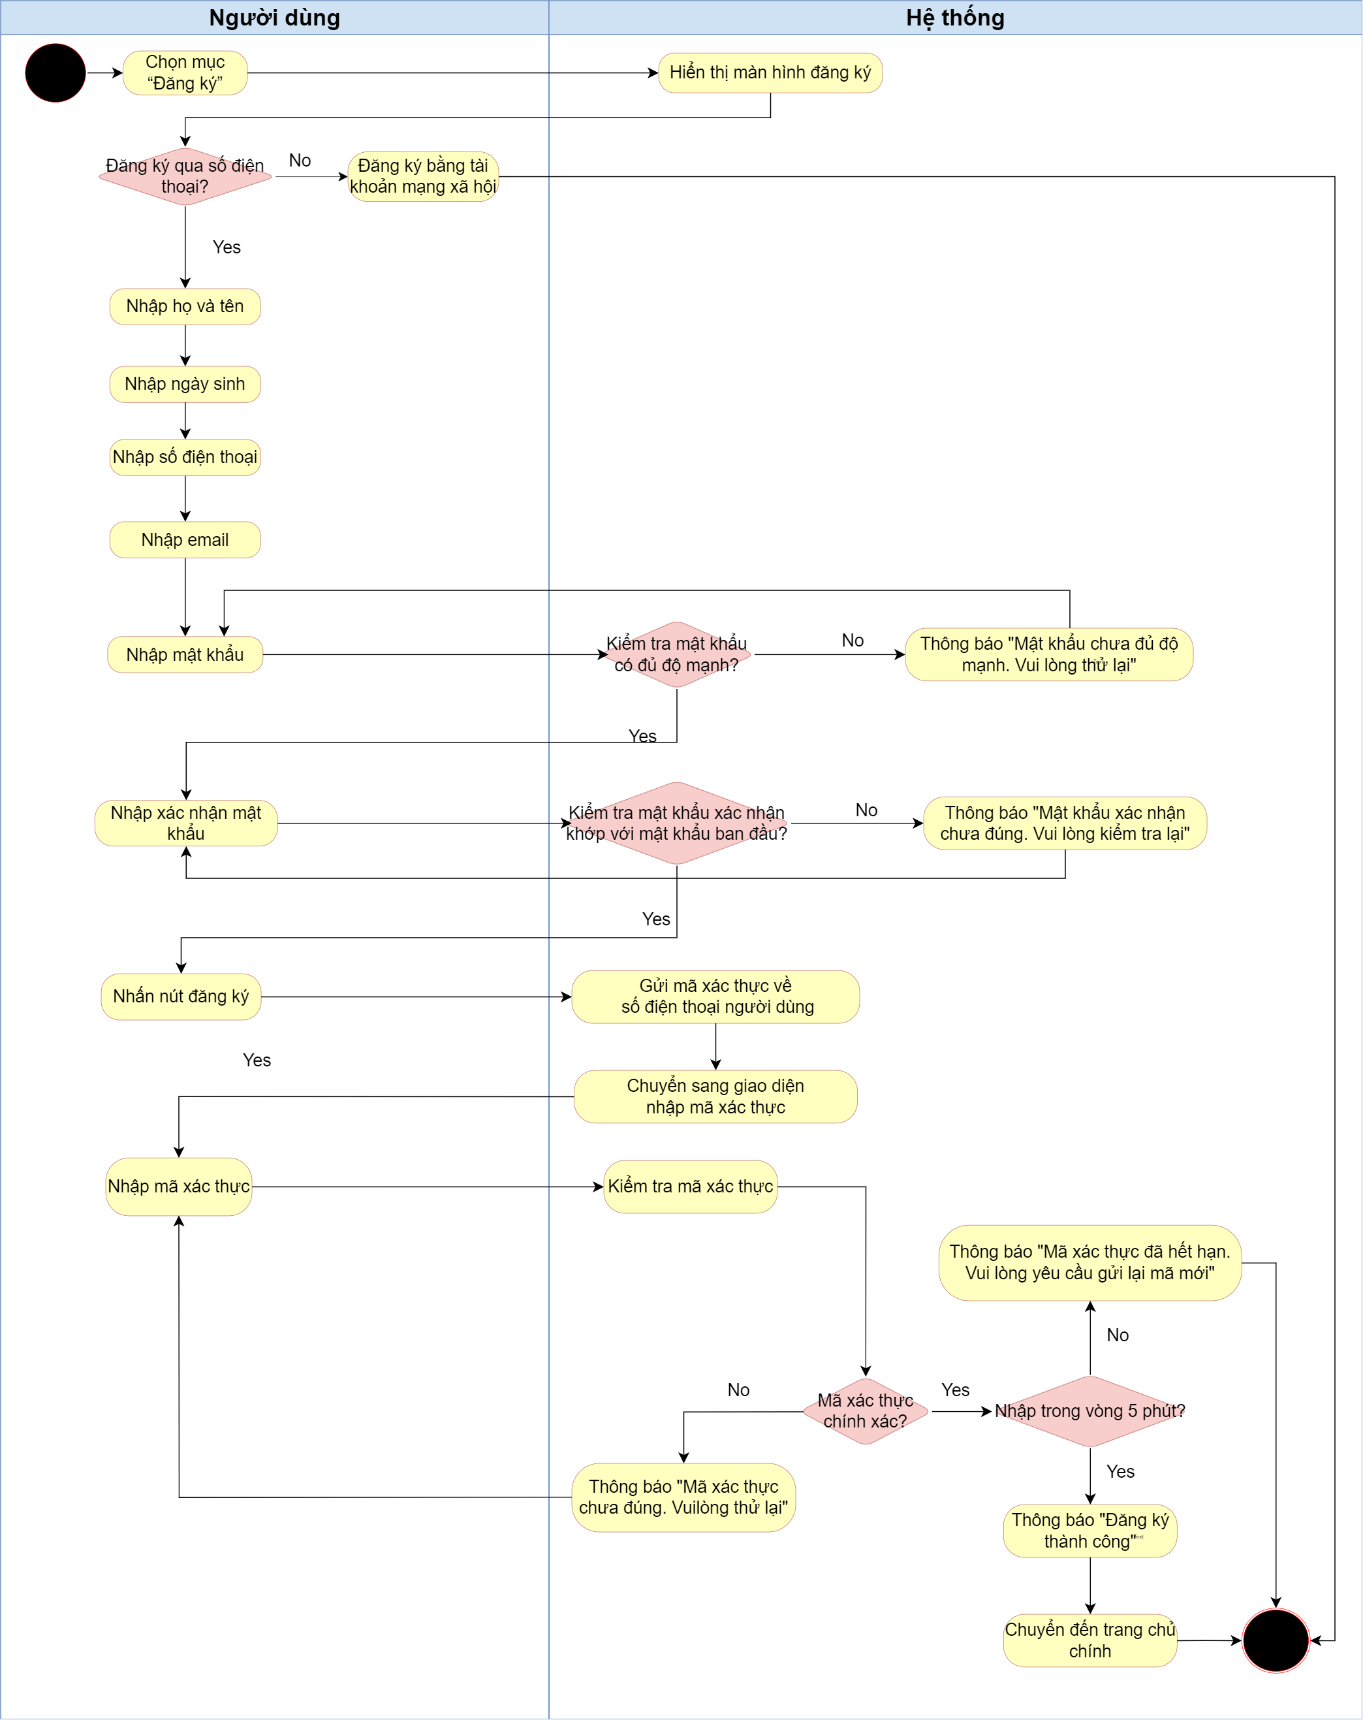 Người dùng
Hệ thống
Chọn mục
“Đăng ký”
Hiển thị màn hình đăng ký
Đăng ký qua số điện
thoại?
No
Đăng ký bằng tài
khoản mạng xã hội
Yes
Nhập họ và tên
Nhập ngày sinh
Nhập số điện thoại
Nhập email
Nhập mật khẩu
Kiểm tra mật khẩu
có đủ độ mạnh?
No
Thông báo "Mật khẩu chưa đủ độ
mạnh. Vui lòng thử lại"
Yes
Nhập xác nhận mật
khẩu
Kiểm tra mật khẩu xác nhận
khớp với mật khẩu ban đầu?
No
Thông báo "Mật khẩu xác nhận
chưa đúng. Vui lòng kiểm tra lại"
Yes
Nhấn nút đăng ký
Gửi mã xác thực về
số điện thoại người dùng
Yes
Chuyển sang giao diện
nhập mã xác thực
Nhập mã xác thực
Kiểm tra mã xác thực
Thông báo "Mã xác thực đã hết hạn.
Vui lòng yêu cầu gửi lại mã mới"
No
No
Mã xác thực
chính xác?
Yes
Nhập trong vòng 5 phút?
Yes
Thông báo "Mã xác thực
chưa đúng. Vuilòng thử lại"
Thông báo "Đăng ký
thành công"
Chuyển đến trang chủ
chính